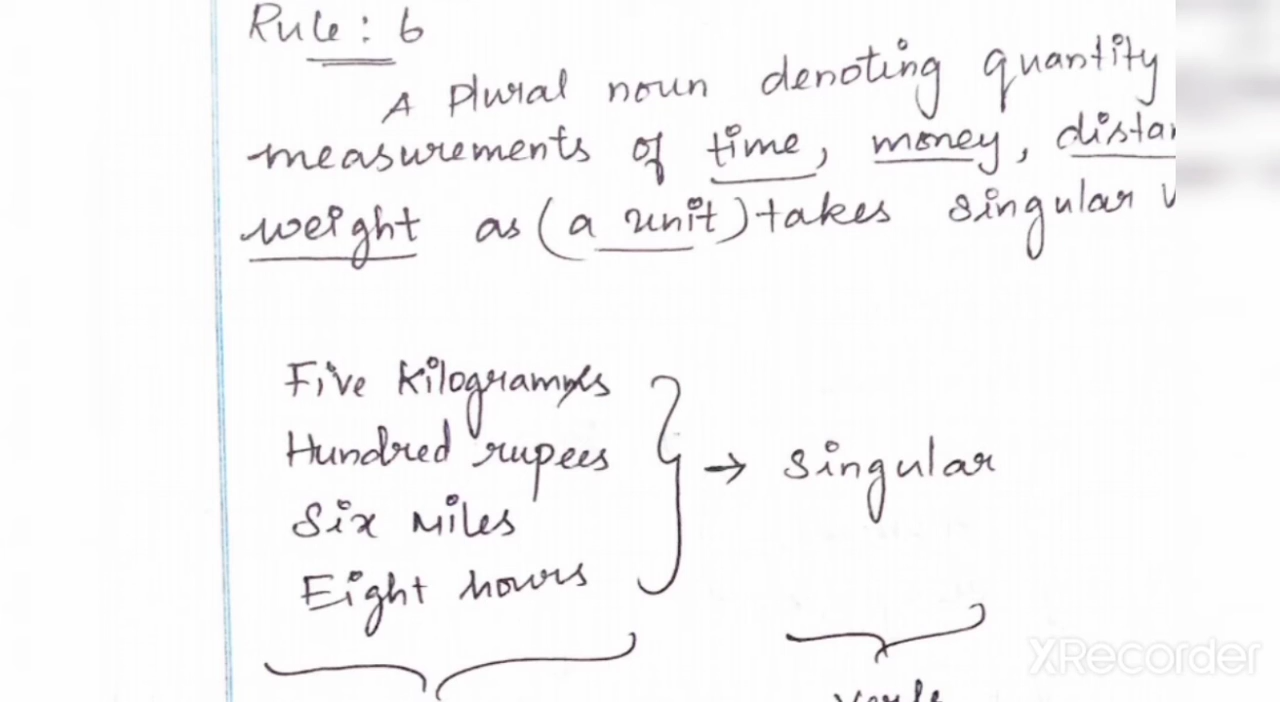 Rule: 6
A plural noun denoting quantity
measurements of time, money, distan
weight as (a unit) takes singular v
Five kilogrammes
Hundred rupees
Six Miles
Eight hours
→ singular
XRecorder